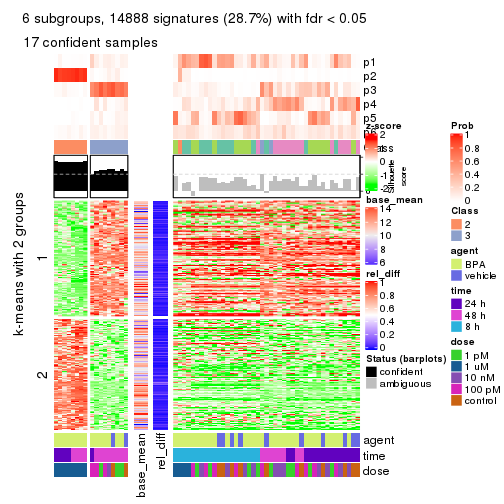 6 subgroups, 14888 signatures (28.7%) with fdr < 0.05
17 confident samples
p1
p2
p3
p4
p5
z-score
2
1
0
-1
-2
silhouette
score
base_mean
14
12
10
8
6
rel_diff
1
0.8
0.6
0.4
0.2
0
Status (barplots)
confident
ambiguous
Prob
1
0.8
0.6
0.4
0.2
0
Class
2
3
agent
BPA
vehicle
time
24 h
48 h
8 h
dose
1 pM
1 uM
10 nM
100 pM
control
k-means with 2 groups
1
2
agent
time
dose
base_mean
rel_diff